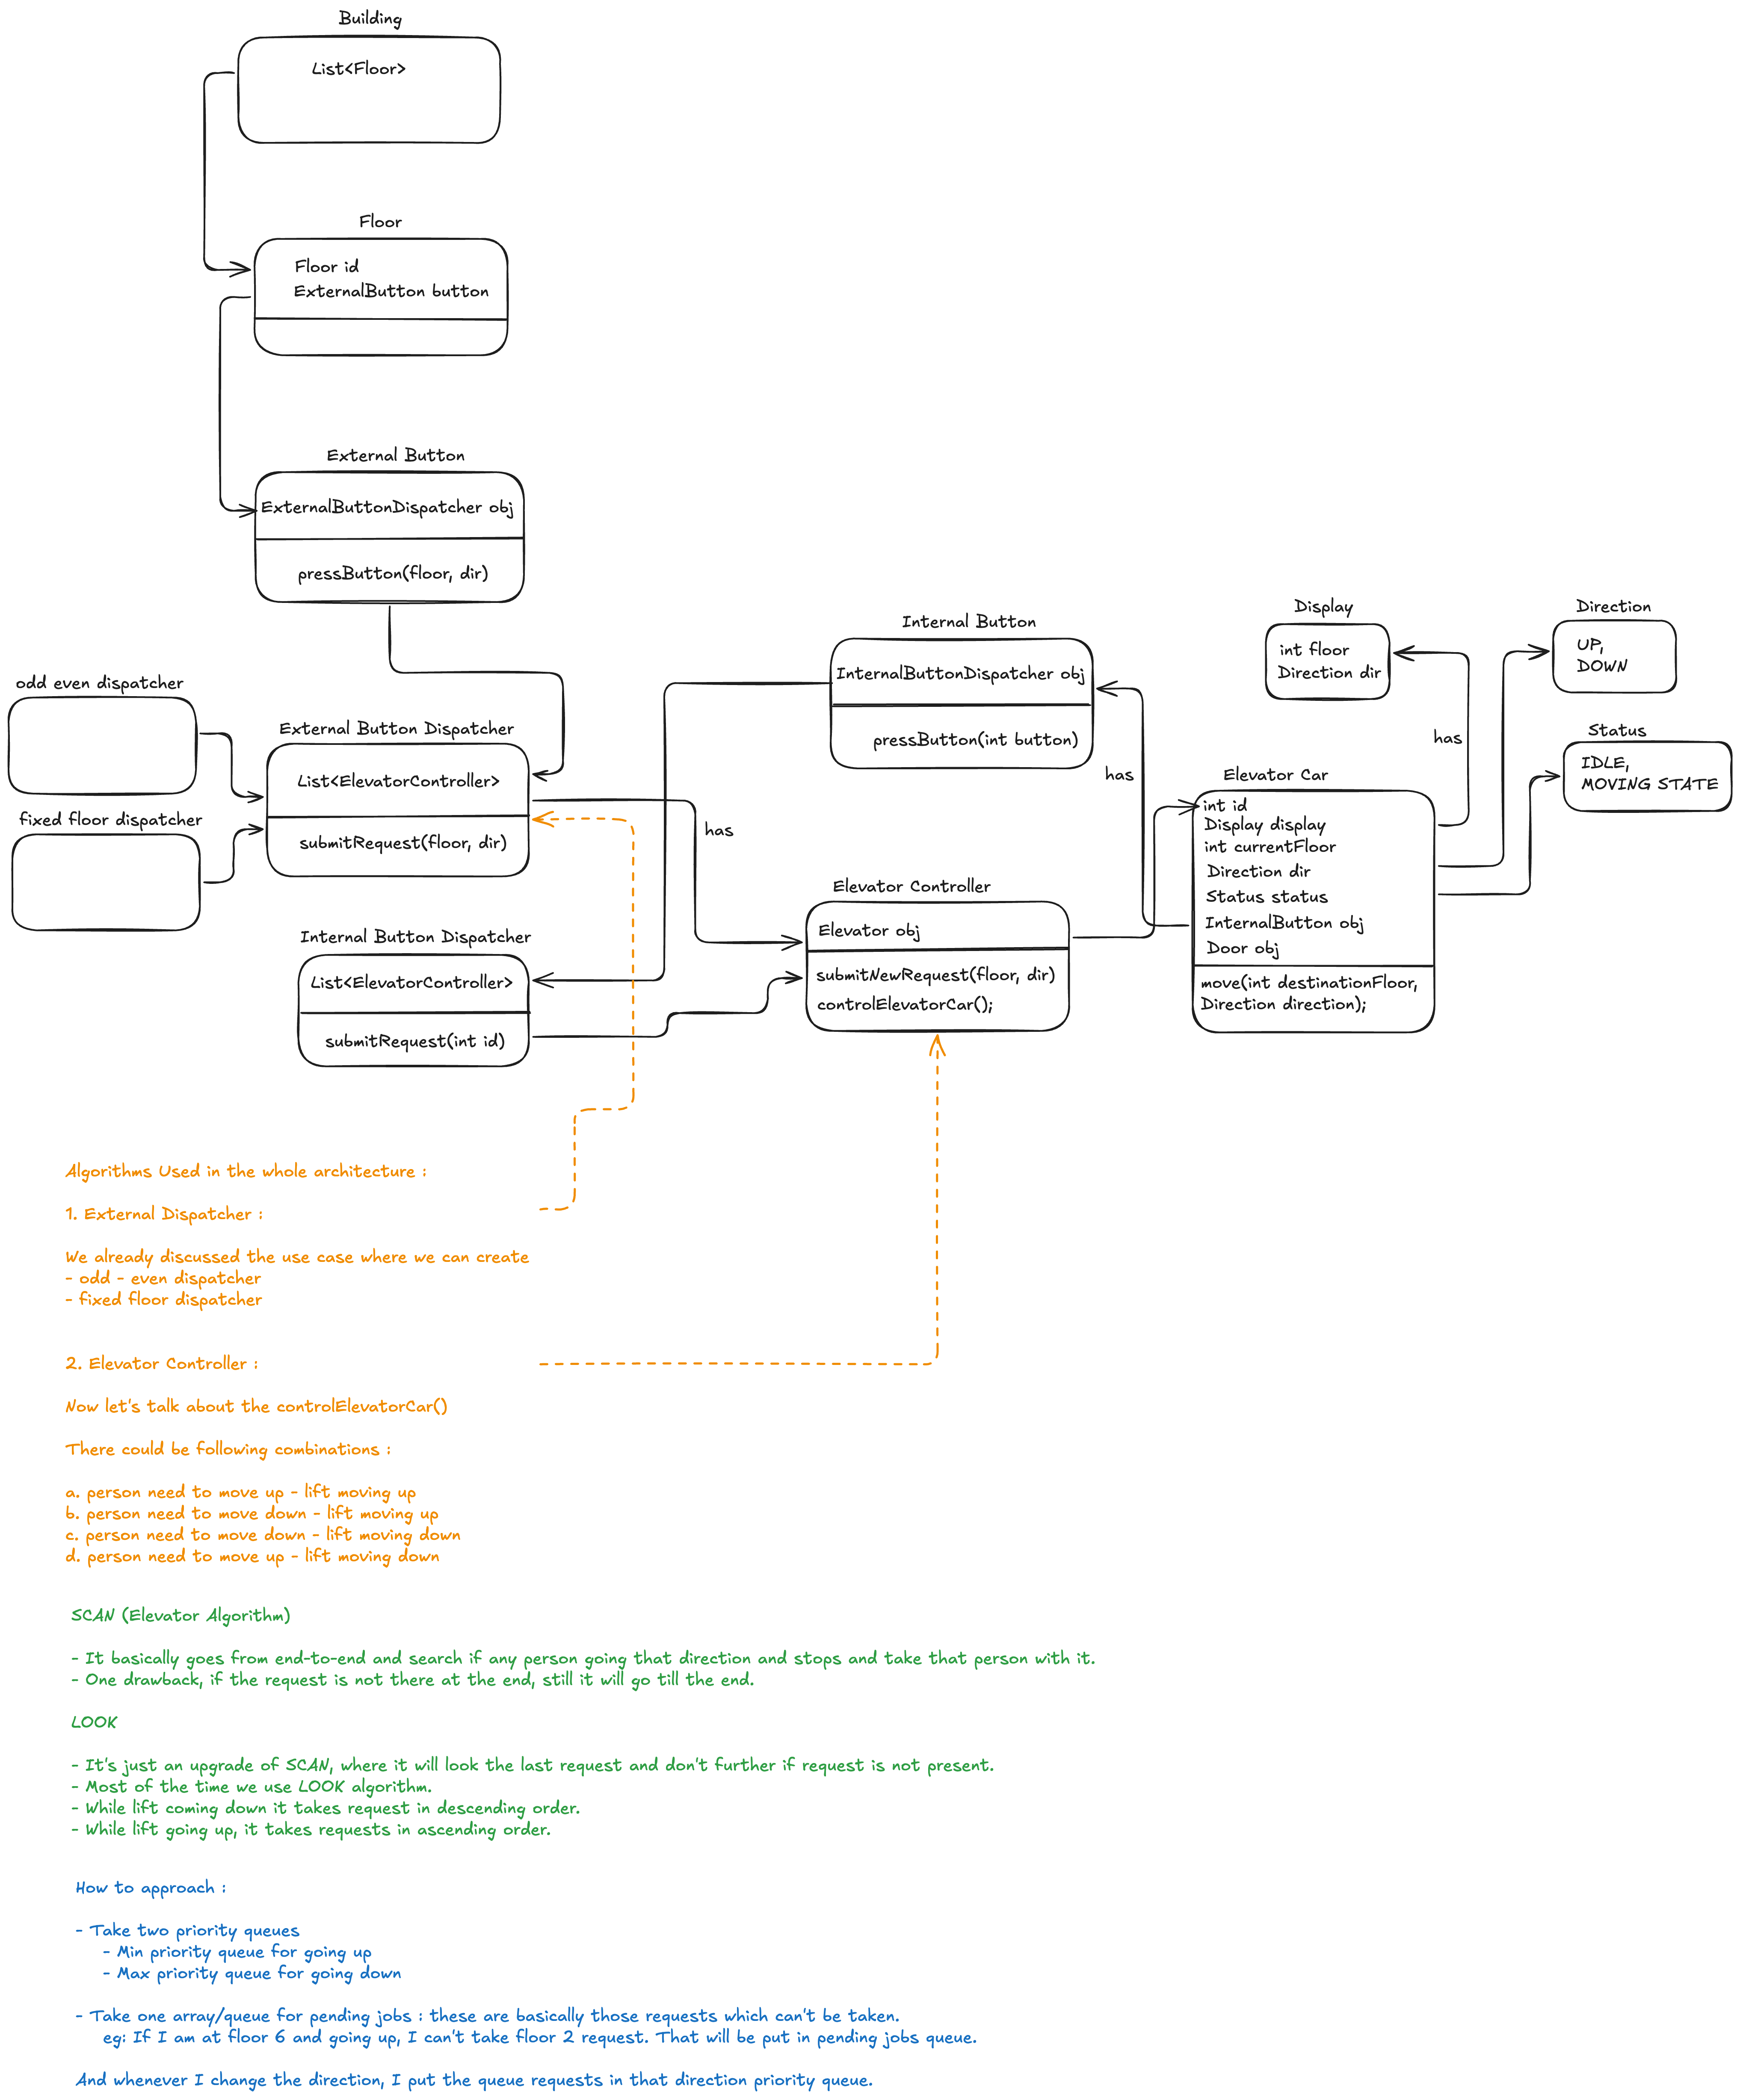 Building
List<Floor>
Floor
Floor id
ExternalButton button
External Button
ExternalButtonDispatcher obj
pressButton(floor, dir)
odd even dispatcher
fixed floor dispatcher
External Button Dispatcher
List<ElevatorController>
submitRequest(floor, dir)
has
Internal Button Dispatcher
List<ElevatorController>
submitRequest(int id)
Internal Button
InternalButtonDispatcher obj
pressButton(int button)
has
Elevator Controller
Elevator obj
submitNewRequest(floor, dir)
controlElevatorCar();
Display
int floor
Direction dir
has
Direction
UP,
DOWN
Status
IDLE,
MOVING STATE
Elevator Car
int id
Display display
int currentFloor
Direction dir
Status status
InternalButton obj
Door obj
move(int destinationFloor,
Direction direction);
Algorithms Used in the whole architecture :
1. External Dispatcher :
We already discussed the use case where we can create
- odd - even dispatcher
- fixed floor dispatcher
2. Elevator Controller :
Now let's talk about the controlElevatorCar()
There could be following combinations :
a. person need to move up - lift moving up
b. person need to move down - lift moving up
c. person need to move down - lift moving down
d. person need to move up - lift moving down
SCAN (Elevator Algorithm)
- It basically goes from end-to-end and search if any person going that direction and stops and take that person with it.
- One drawback, if the request is not there at the end, still it will go till the end.
LOOK
- It's just an upgrade of SCAN, where it will look the last request and don't further if request is not present.
- Most of the time we use LOOK algorithm.
- While lift coming down it takes request in descending order.
- While lift going up, it takes requests in ascending order.
How to approach :
- Take two priority queues
- Min priority queue for going up
- Max priority queue for going down
- Take one array/queue for pending jobs : these are basically those requests which can't be taken.
eg: If I am at floor 6 and going up, I can't take floor 2 request. That will be put in pending jobs queue.
And whenever I change the direction, I put the queue requests in that direction priority queue.